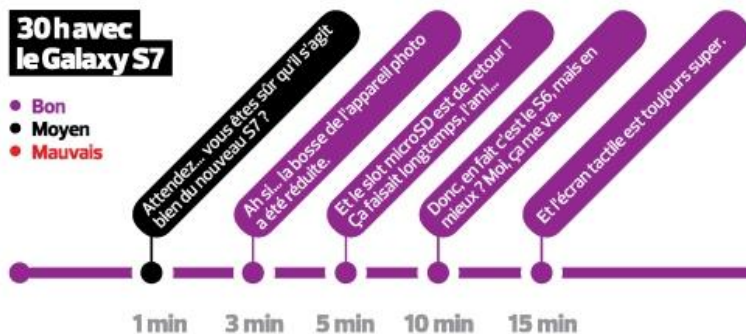 30 h avec
le Galaxy S7
Bon
Moyen
Mauvais
Attendez... vous êtes sûr qu'il s'agit
bien du nouveau S7 ?
Ah si... la bosse de l'appareil photo
a été réduite.
Et le slot microSD est de retour !
Ça faisait longtemps, l'ami...
Donc, en fait c'est le S6, mais en
mieux ? Moi, ça me va.
Et l'écran tactile est toujours super.
1 min
3 min
5 min
10 min
15 min